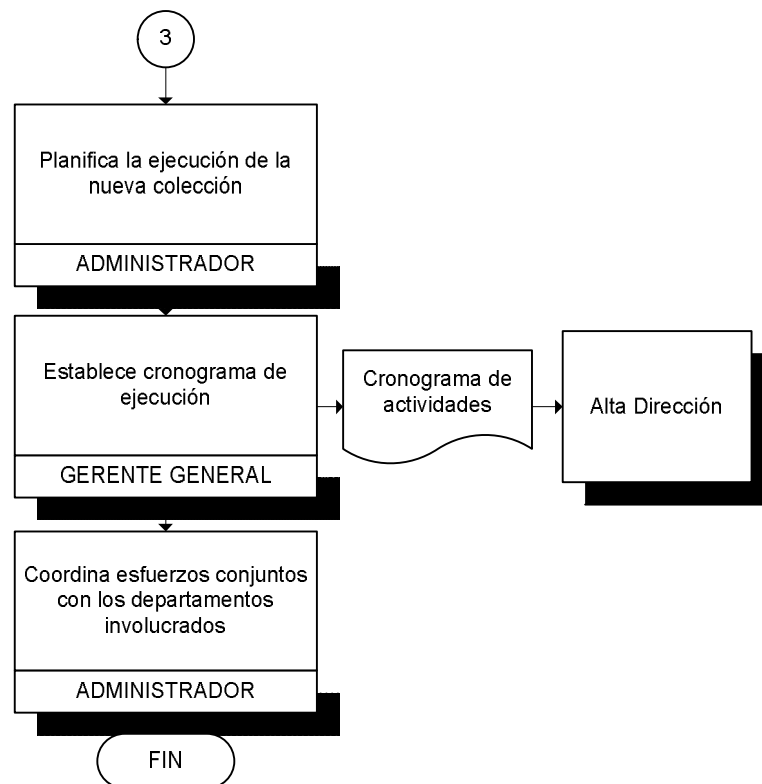 3
Planifica la ejecución de la
nueva colección
ADMINISTRADOR
Establece cronograma de
ejecución
GERENTE GENERAL
Cronograma de
actividades
Alta Dirección
Coordina esfuerzos conjuntos
con los departamentos
involucrados
ADMINISTRADOR
FIN